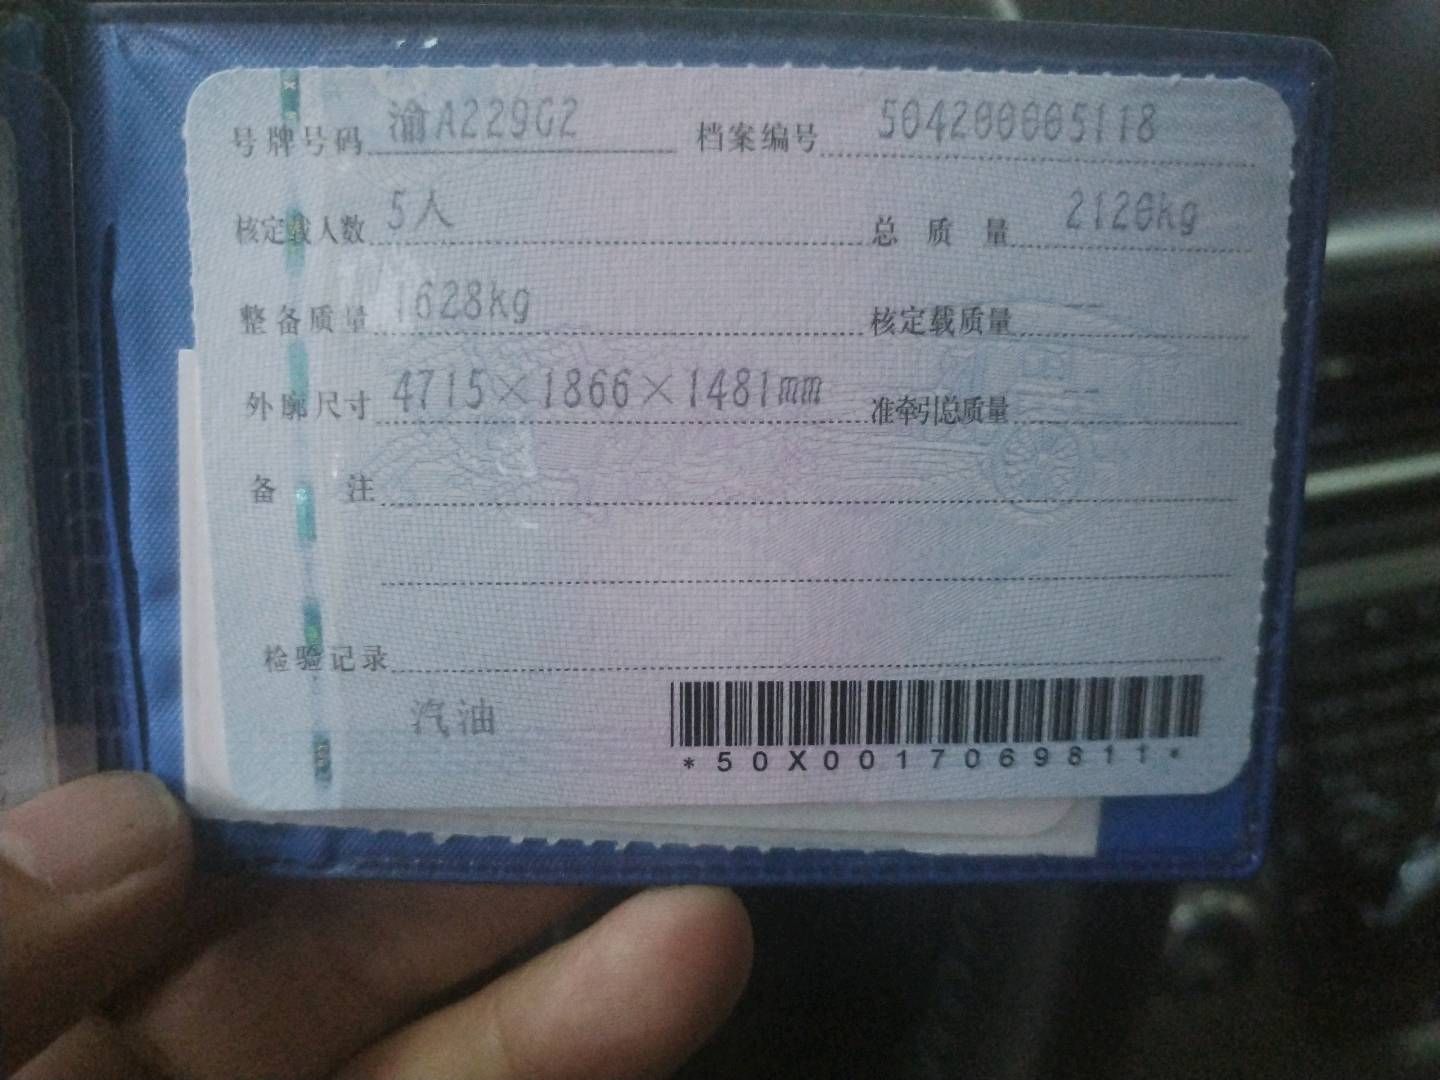 号牌号码 渝A229G2 档案编号 504200005118
核定载人数 5人 总质量 2120kg
整备质量 1628kg 核定载质量 --
外廓尺寸 4715×1866×1481mm 准牵引总质量 --
备注
检验记录
汽油
*50X0017069811*